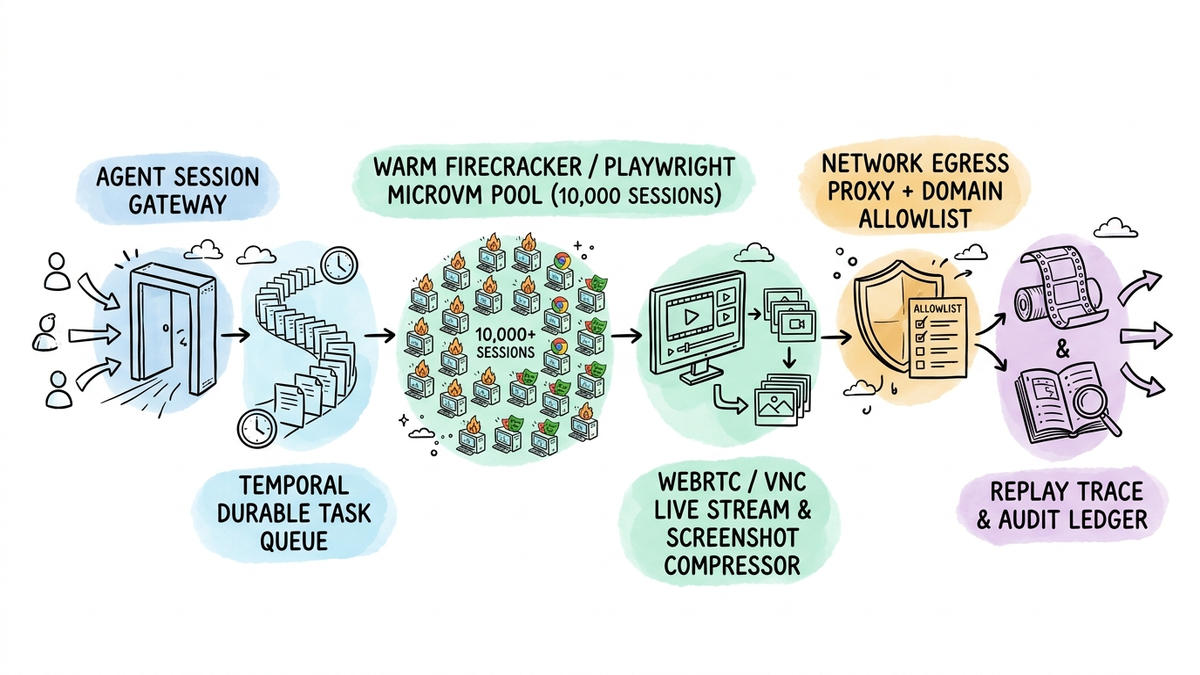 AGENT SESSION
GATEWAY
TEMPORAL
DURABLE TASK
QUEUE
WARM FIRECRACKER / PLAYWRIGHT
MICROVM POOL (10,000 SESSIONS)
10,000+
SESSIONS
WEBRTC / VNC
LIVE STREAM &
SCREENSHOT
COMPRESSOR
NETWORK EGRESS
PROXY + DOMAIN
ALLOWLIST
ALLOWLIST
&
REPLAY TRACE
& AUDIT LEDGER